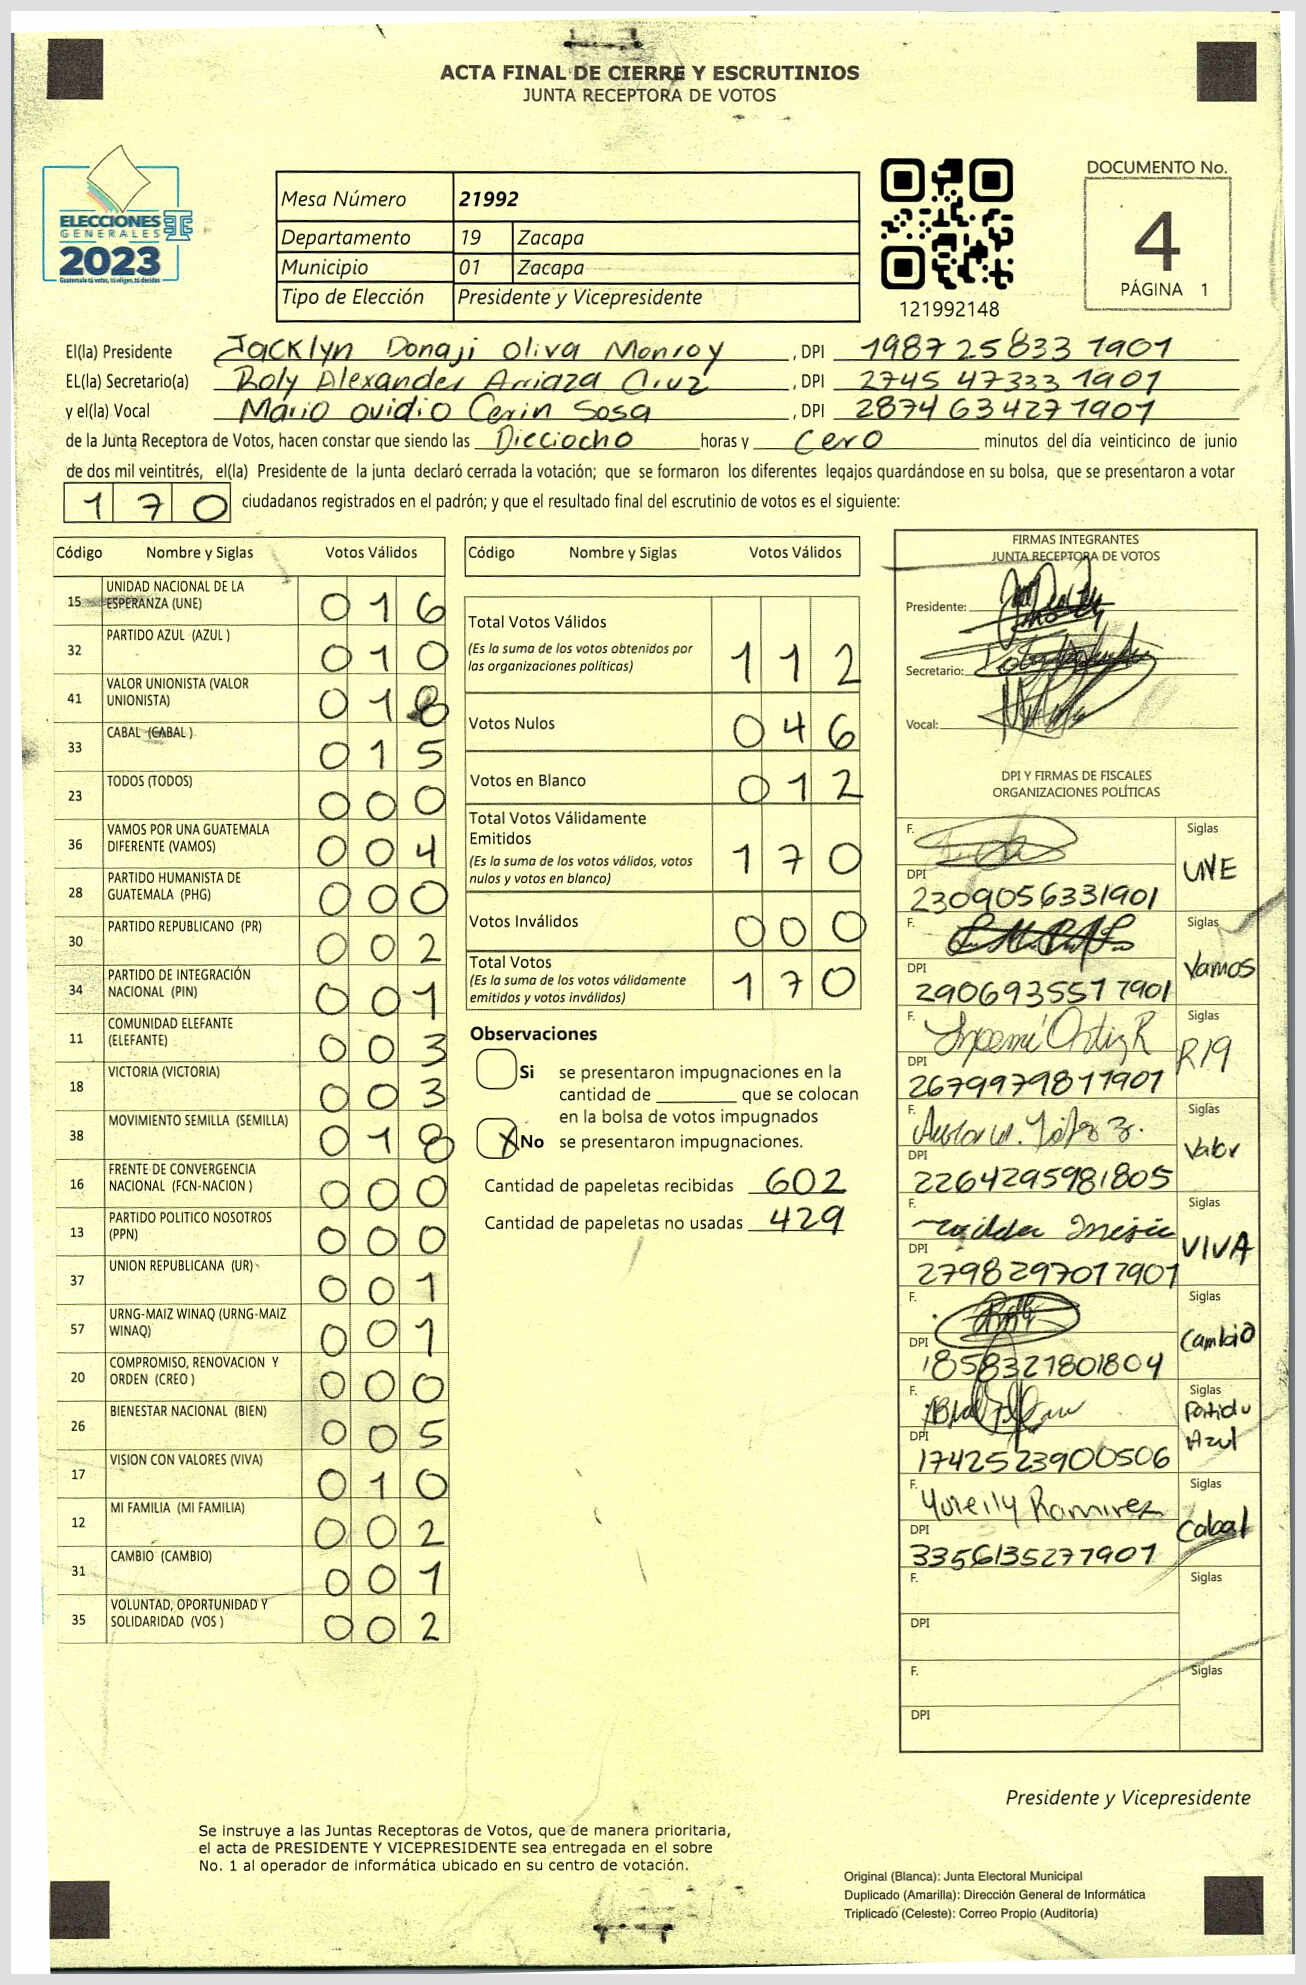 ACTA FINAL DE CIERRE Y ESCRUTINIOS
JUNTA RECEPTORA DE VOTOS
ELECCIONES
GENERALES
2023
Guatemala tú votas, tú eliges, tú decides
Mesa Número 21992
Departamento 19 Zacapa
Municipio 01 Zacapa
Tipo de Elección Presidente y Vicepresidente
121992148
DOCUMENTO No.
4
PÁGINA 1
El(la) Presidente Jacklyn Donaji Oliva Monroy , DPI 1987 25833 1901
EL(la) Secretario(a) Roly Alexander Arriaza Cruz , DPI 2745 47333 1901
y el(la) Vocal Mario Ovidio Cerin Sosa , DPI 2874 63427 1901
de la Junta Receptora de Votos, hacen constar que siendo las Dieciocho horas y Cero minutos del día veinticinco de junio
de dos mil veintitrés, el(la) Presidente de la junta declaró cerrada la votación; que se formaron los diferentes legajos quardándose en su bolsa, que se presentaron a votar
1 7 0 ciudadanos registrados en el padrón; y que el resultado final del escrutinio de votos es el siguiente:
Código Nombre y Siglas Votos Válidos
15 UNIDAD NACIONAL DE LA ESPERANZA (UNE) 0 1 6
32 PARTIDO AZUL (AZUL ) 0 1 0
41 VALOR UNIONISTA (VALOR UNIONISTA) 0 1 8
33 CABAL (CABAL ) 0 1 5
23 TODOS (TODOS) 0 0 0
36 VAMOS POR UNA GUATEMALA DIFERENTE (VAMOS) 0 0 4
28 PARTIDO HUMANISTA DE GUATEMALA (PHG) 0 0 0
30 PARTIDO REPUBLICANO (PR) 0 0 2
34 PARTIDO DE INTEGRACIÓN NACIONAL (PIN) 0 0 1
11 COMUNIDAD ELEFANTE (ELEFANTE) 0 0 3
18 VICTORIA (VICTORIA) 0 0 3
38 MOVIMIENTO SEMILLA (SEMILLA) 0 1 8
16 FRENTE DE CONVERGENCIA NACIONAL (FCN-NACION ) 0 0 0
13 PARTIDO POLITICO NOSOTROS (PPN) 0 0 0
37 UNION REPUBLICANA (UR) 0 0 1
57 URNG-MAIZ WINAQ (URNG-MAIZ WINAQ) 0 0 1
20 COMPROMISO, RENOVACION Y ORDEN (CREO ) 0 0 0
26 BIENESTAR NACIONAL (BIEN) 0 0 5
17 VISION CON VALORES (VIVA) 0 1 0
12 MI FAMILIA (MI FAMILIA) 0 0 2
31 CAMBIO (CAMBIO) 0 0 1
35 VOLUNTAD, OPORTUNIDAD Y SOLIDARIDAD (VOS ) 0 0 2
Código Nombre y Siglas Votos Válidos
Total Votos Válidos
(Es la suma de los votos obtenidos por
las organizaciones políticas) 1 1 2
Votos Nulos 0 4 6
Votos en Blanco 0 1 2
Total Votos Válidamente
Emitidos
(Es la suma de los votos válidos, votos
nulos y votos en blanco) 1 7 0
Votos Inválidos 0 0 0
Total Votos
(Es la suma de los votos válidamente
emitidos y votos inválidos) 1 7 0
Observaciones
Si se presentaron impugnaciones en la
cantidad de ________ que se colocan
en la bolsa de votos impugnados
X No se presentaron impugnaciones.
Cantidad de papeletas recibidas 602
Cantidad de papeletas no usadas 429
FIRMAS INTEGRANTES
JUNTA RECEPTORA DE VOTOS
Presidente:
Secretario:
Vocal:
DPI Y FIRMAS DE FISCALES
ORGANIZACIONES POLÍTICAS
F. Siglas
UNE
DPI
2309056331901
F. Siglas
Vamos
DPI
2906935517901
F. Noemí Ortiz R Siglas
R19
DPI
2679979811901
F. Siglas
Valor
DPI
2264295981805
F. Siglas
VIVA
DPI
2798297017901
F. Siglas
Cambio
DPI
1858321801804
F. Siglas
Partido
Azul
DPI
1742523900506
F. Yureily Ramirez Siglas
Cabal
DPI
3356135271901
F. Siglas
DPI
F. Siglas
DPI
Presidente y Vicepresidente
Se instruye a las Juntas Receptoras de Votos, que de manera prioritaria,
el acta de PRESIDENTE Y VICEPRESIDENTE sea entregada en el sobre
No. 1 al operador de informática ubicado en su centro de votación.
Original (Blanca): Junta Electoral Municipal
Duplicado (Amarilla): Dirección General de Informática
Triplicado (Celeste): Correo Propio (Auditoría)